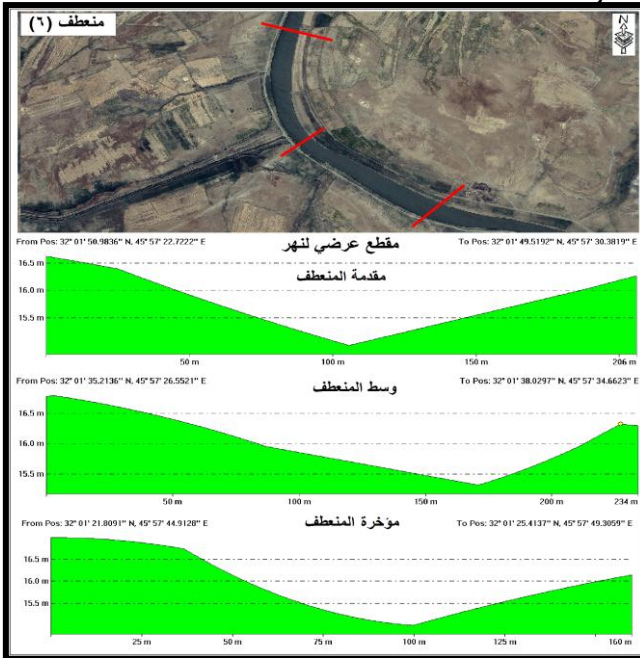 منعطف (٦)
N
From Pos: 32° 01' 50.9836" N, 45° 57' 22.7222" E
مقطع عرضي لنهر
To Pos: 32° 01' 49.5192" N, 45° 57' 30.3819" E
مقدمة المنعطف
16.5 m
16.0 m
15.5 m
50 m 100 m 150 m 206 m
From Pos: 32° 01' 35.2136" N, 45° 57' 26.5521" E
وسط المنعطف
To Pos: 32° 01' 38.0297" N, 45° 57' 34.6623" E
16.5 m
16.0 m
15.5 m
50 m 100 m 150 m 200 m 234 m
From Pos: 32° 01' 21.8091" N, 45° 57' 44.9128" E
مؤخرة المنعطف
To Pos: 32° 01' 25.4137" N, 45° 57' 49.3059" E
16.5 m
16.0 m
15.5 m
25 m 50 m 75 m 100 m 125 m 160 m